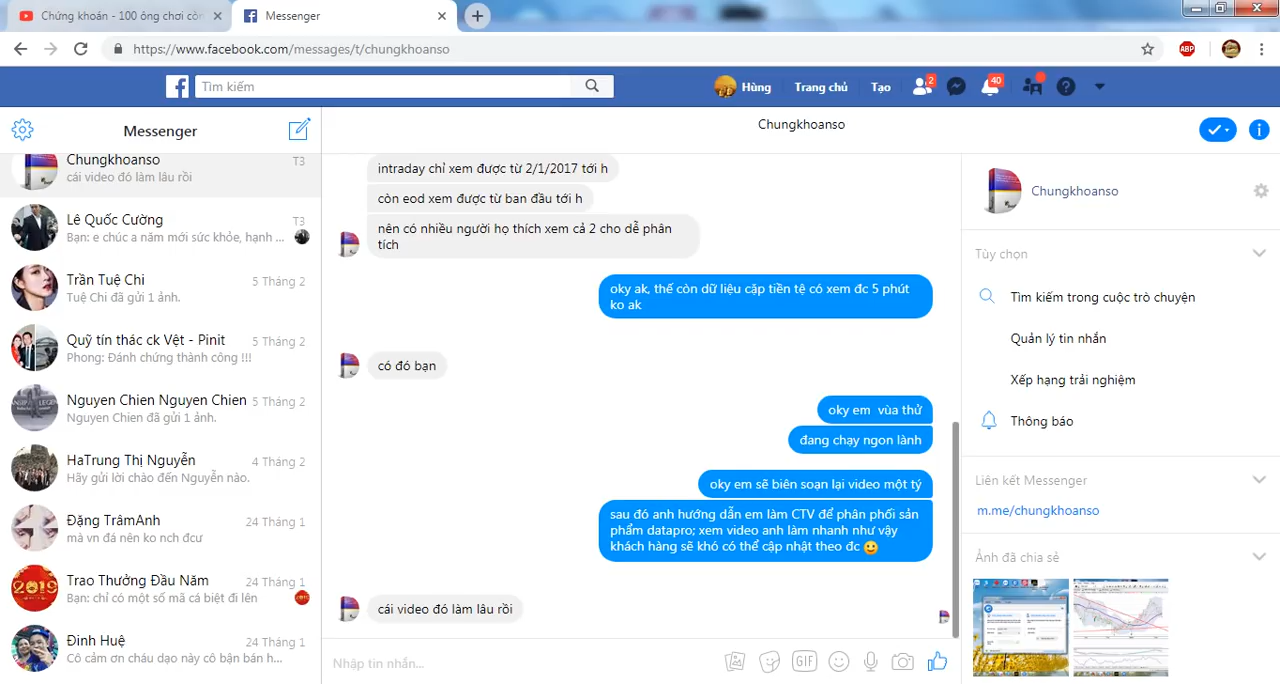 Chứng khoán - 100 ông chơi còn
Messenger
https://www.facebook.com/messages/t/chungkhoanso
ABP
Tìm kiếm
Hùng
Trang chủ
Tạo
2
40
Messenger
Chungkhoanso
Chungkhoanso
T3
cái video đó làm lâu rồi
Lê Quốc Cường
T3
Bạn: e chúc a năm mới sức khỏe, hạnh ...
Trần Tuệ Chi
5 Tháng 2
Tuệ Chi đã gửi 1 ảnh.
Quỹ tín thác ck Vệt - Pinit
5 Tháng 2
Phong: Đánh chứng thành công !!!
Nguyen Chien Nguyen Chien
5 Tháng 2
Nguyen Chien đã gửi 1 ảnh.
HaTrung Thị Nguyễn
4 Tháng 2
Hãy gửi lời chào đến Nguyễn nào.
Đặng TrâmAnh
24 Tháng 1
mà vn đá nên ko nch đcư
Trao Thưởng Đầu Năm
24 Tháng 1
Bạn: chỉ có một số mã cá biệt đi lên
2019
Đinh Huệ
24 Tháng 1
Cô cảm ơn cháu dạo này cô bận bán h...
intraday chỉ xem được từ 2/1/2017 tới h
còn eod xem được từ ban đầu tới h
nên có nhiều người họ thích xem cả 2 cho dễ phân
tích
oky ak, thế còn dữ liệu cặp tiền tệ có xem đc 5 phút
ko ak
có đó bạn
oky em vùa thử
đang chạy ngon lành
oky em sẽ biên soạn lại video một tý
sau đó anh hướng dẫn em làm CTV để phân phối sản
phẩm datapro; xem video anh làm nhanh như vậy
khách hàng sẽ khó có thể cập nhật theo đc
cái video đó làm lâu rồi
Nhập tin nhắn...
GIF
Chungkhoanso
Tùy chọn
Tìm kiếm trong cuộc trò chuyện
Quản lý tin nhắn
Xếp hạng trải nghiệm
Thông báo
Liên kết Messenger
m.me/chungkhoanso
Ảnh đã chia sẻ